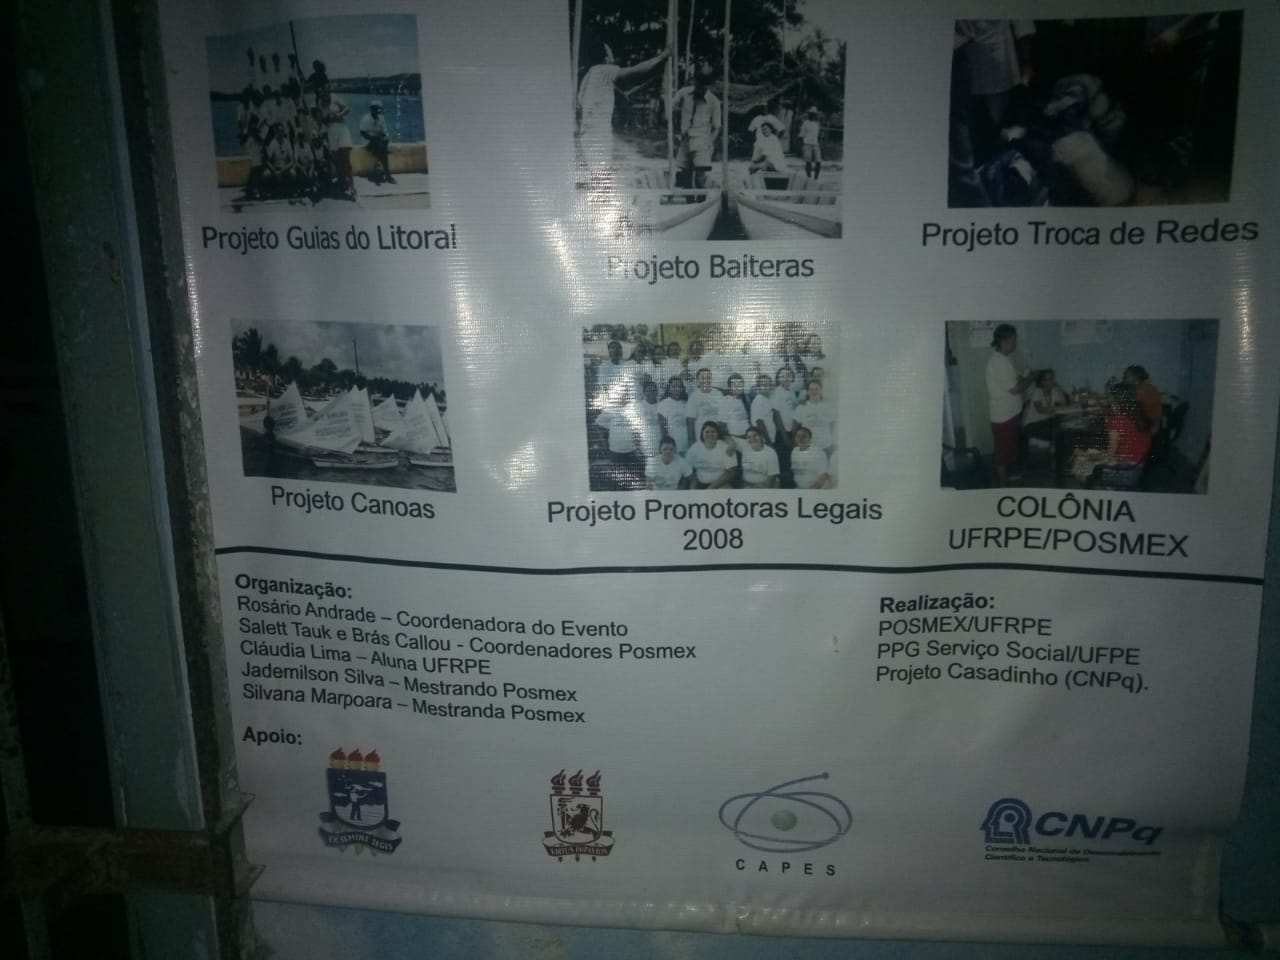 Projeto Guias do Litoral
Projeto Baiteras
Projeto Troca de Redes
Projeto Canoas
Projeto Promotoras Legais
2008
COLÔNIA
UFRPE/POSMEX
Organização:
Rosário Andrade – Coordenadora do Evento
Salett Tauk e Brás Callou - Coordenadores Posmex
Cláudia Lima – Aluna UFRPE
Jademilson Silva – Mestrando Posmex
Silvana Marpoara – Mestranda Posmex
Realização:
POSMEX/UFRPE
PPG Serviço Social/UFPE
Projeto Casadinho (CNPq).
Apoio:
EX SEMINE SEGES
VIRTUS IMPAVIDA
CAPES
CNPq
Conselho Nacional de Desenvolvimento
Científico e Tecnológico